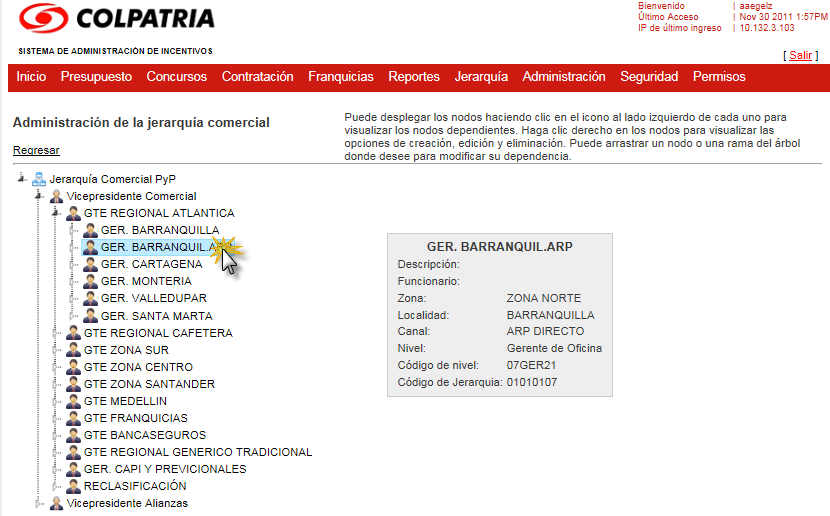 COLPATRIA
SISTEMA DE ADMINISTRACIÓN DE INCENTIVOS
Bienvenido | aaegelz
Último Acceso | Nov 30 2011 1:57PM
IP de último ingreso | 10.132.3.103
[ Salir ]
Inicio Presupuesto Concursos Contratación Franquicias Reportes Jerarquía Administración Seguridad Permisos
Administración de la jerarquía comercial
Regresar
Puede desplegar los nodos haciendo clic en el icono al lado izquierdo de cada uno para
visualizar los nodos dependientes. Haga clic derecho en los nodos para visualizar las
opciones de creación, edición y eliminación. Puede arrastrar un nodo o una rama del árbol
donde desee para modificar su dependencia.
Jerarquía Comercial PyP
Vicepresidente Comercial
GTE REGIONAL ATLANTICA
GER. BARRANQUILLA
GER. BARRANQUIL.ARP
GER. CARTAGENA
GER. MONTERIA
GER. VALLEDUPAR
GER. SANTA MARTA
GTE REGIONAL CAFETERA
GTE ZONA SUR
GTE ZONA CENTRO
GTE ZONA SANTANDER
GTE MEDELLIN
GTE FRANQUICIAS
GTE BANCASEGUROS
GTE REGIONAL GENERICO TRADICIONAL
GER. CAPI Y PREVICIONALES
RECLASIFICACIÓN
Vicepresidente Alianzas
GER. BARRANQUIL.ARP
Descripción:
Funcionario:
Zona: ZONA NORTE
Localidad: BARRANQUILLA
Canal: ARP DIRECTO
Nivel: Gerente de Oficina
Código de nivel: 07GER21
Código de Jerarquia: 01010107